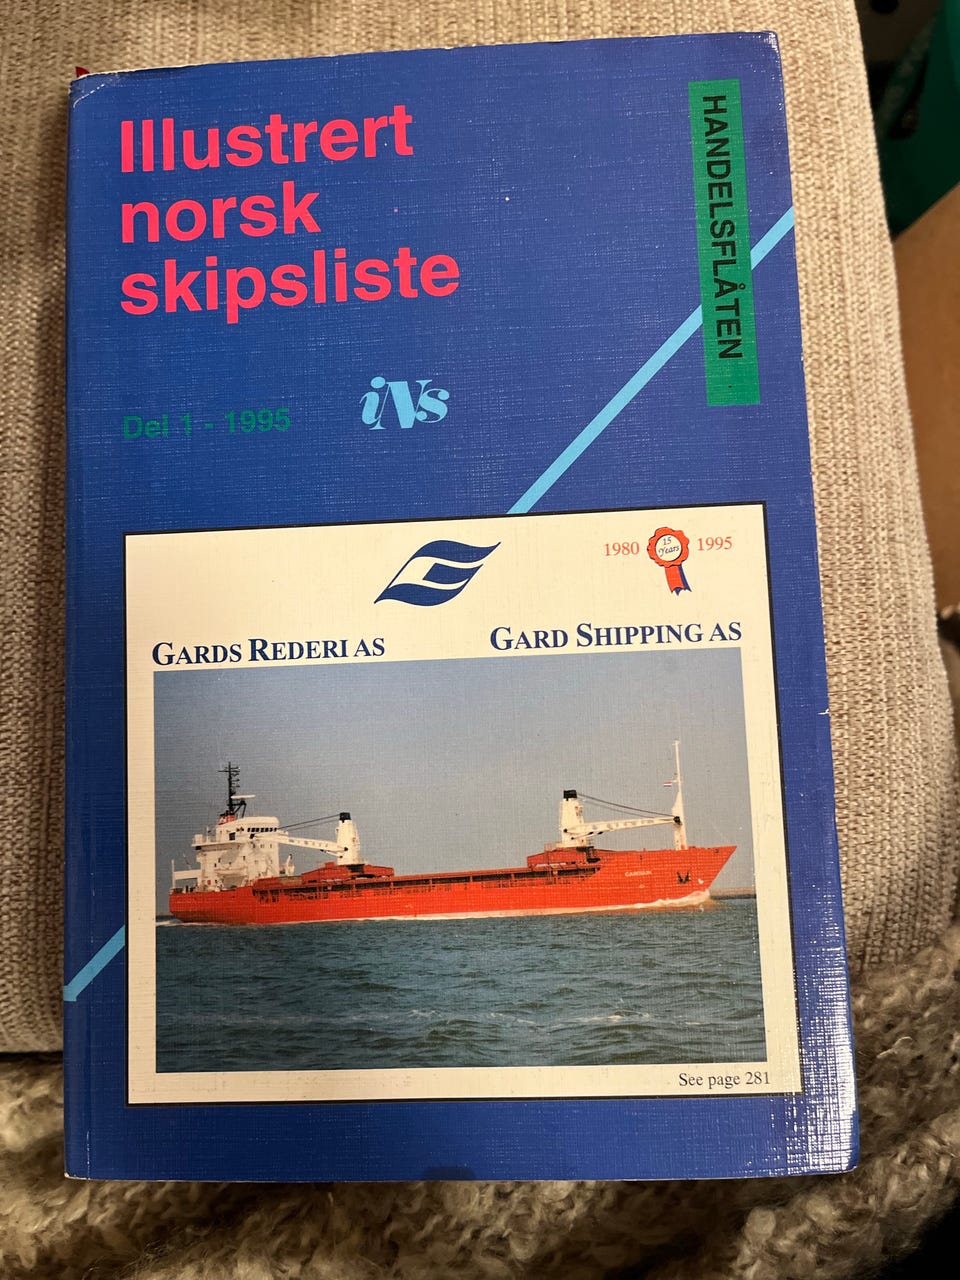 Illustrert
norsk
skipsliste
HANDELSFLÅTEN
Del 1 - 1995
iNs
1980
15
Years
1995
GARDS REDERI AS
GARD SHIPPING AS
See page 281